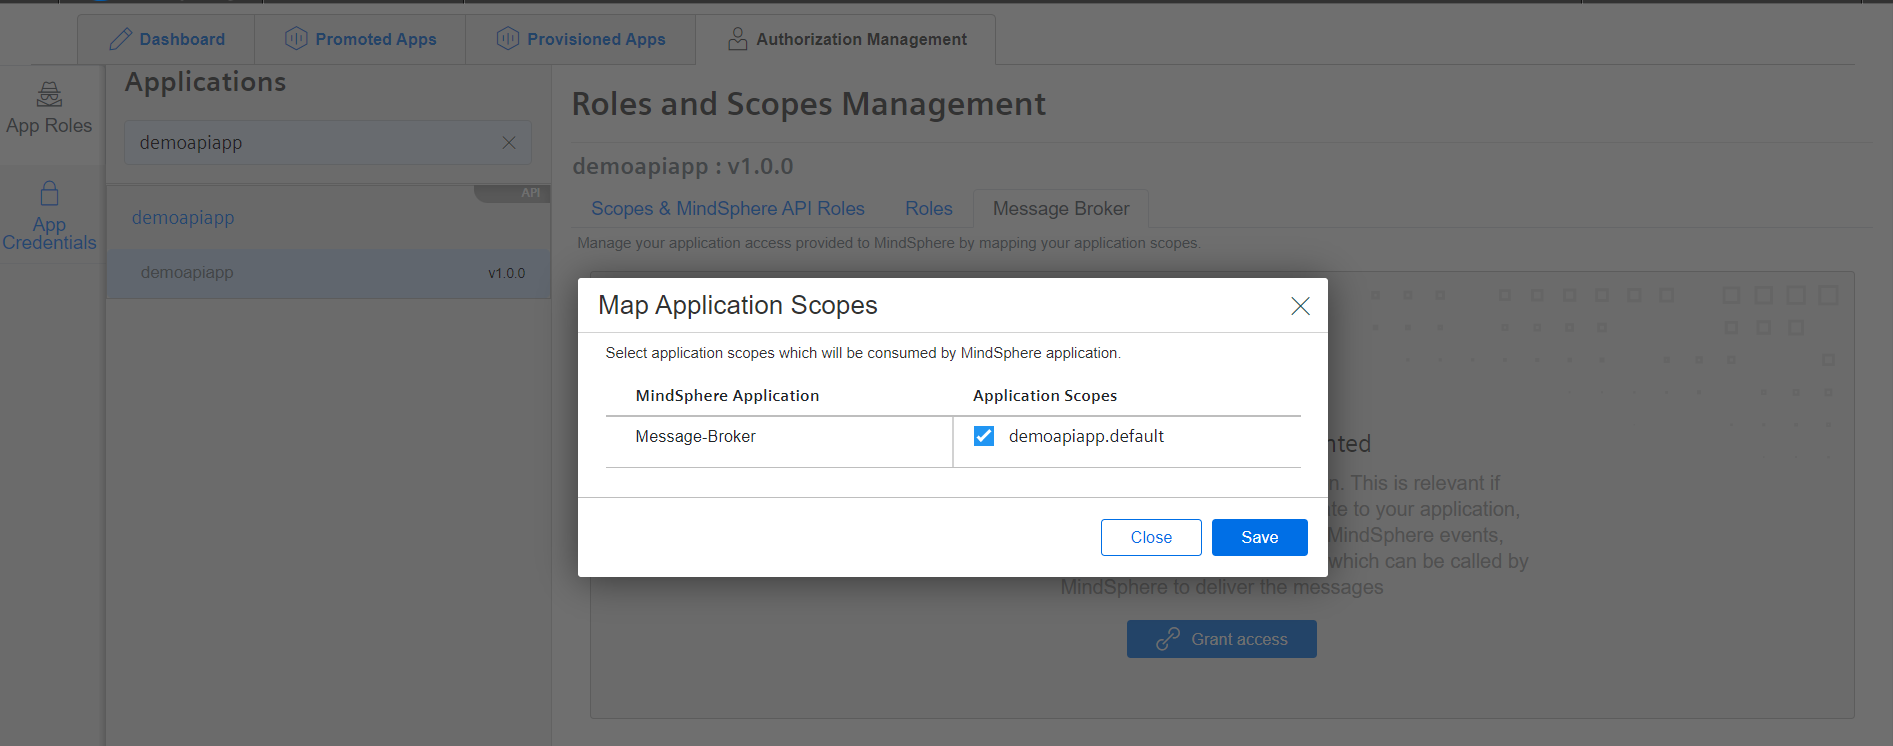 Dashboard
Promoted Apps
Provisioned Apps
Authorization Management
App Roles
App
Credentials
Applications
demoapiapp
API
demoapiapp
demoapiapp v1.0.0
Roles and Scopes Management
demoapiapp : v1.0.0
Scopes & MindSphere API Roles
Roles
Message Broker
Manage your application access provided to MindSphere by mapping your application scopes.
Map Application Scopes
Select application scopes which will be consumed by MindSphere application.
MindSphere Application Application Scopes
Message-Broker demoapiapp.default
Close
Save
This is relevant if
to your application,
MindSphere events,
which can be called by
MindSphere to deliver the messages
Grant access